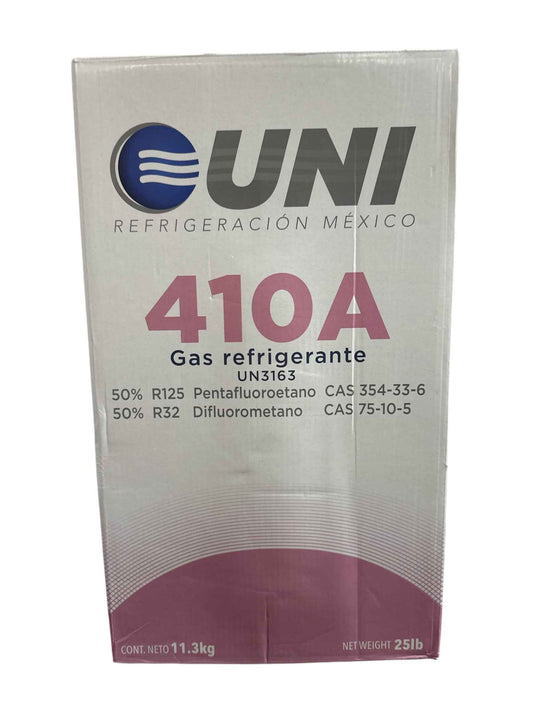 UNI
REFRIGERACIÓN MÉXICO
410A
Gas refrigerante
UN3163
50% R125 Pentafluoroetano CAS 354-33-6
50% R32 Difluorometano CAS 75-10-5
CONT. NETO 11.3kg NET WEIGHT 25lb